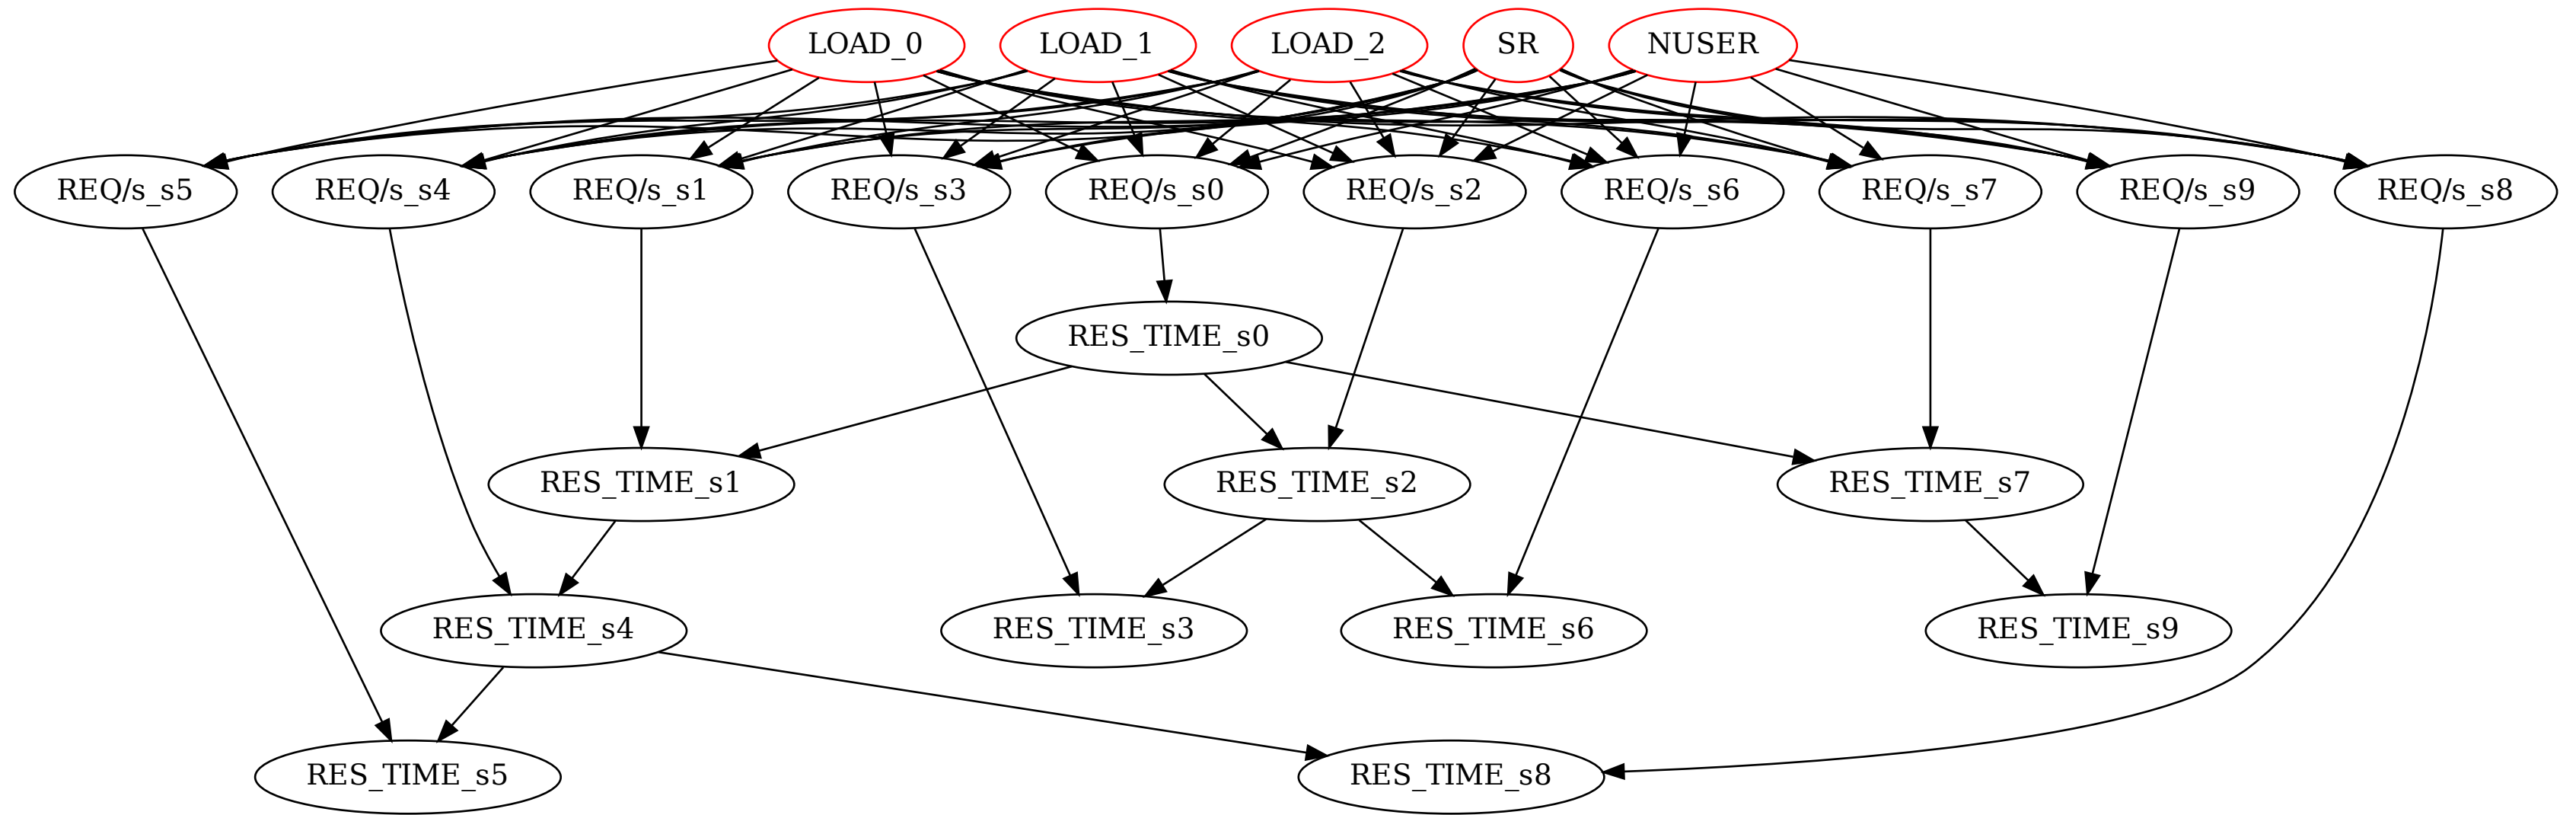 LOAD_0
LOAD_1
LOAD_2
SR
NUSER
REQ/s_s5
REQ/s_s4
REQ/s_s1
REQ/s_s3
REQ/s_s0
REQ/s_s2
REQ/s_s6
REQ/s_s7
REQ/s_s9
REQ/s_s8
RES_TIME_s0
RES_TIME_s1
RES_TIME_s2
RES_TIME_s7
RES_TIME_s4
RES_TIME_s3
RES_TIME_s6
RES_TIME_s9
RES_TIME_s5
RES_TIME_s8